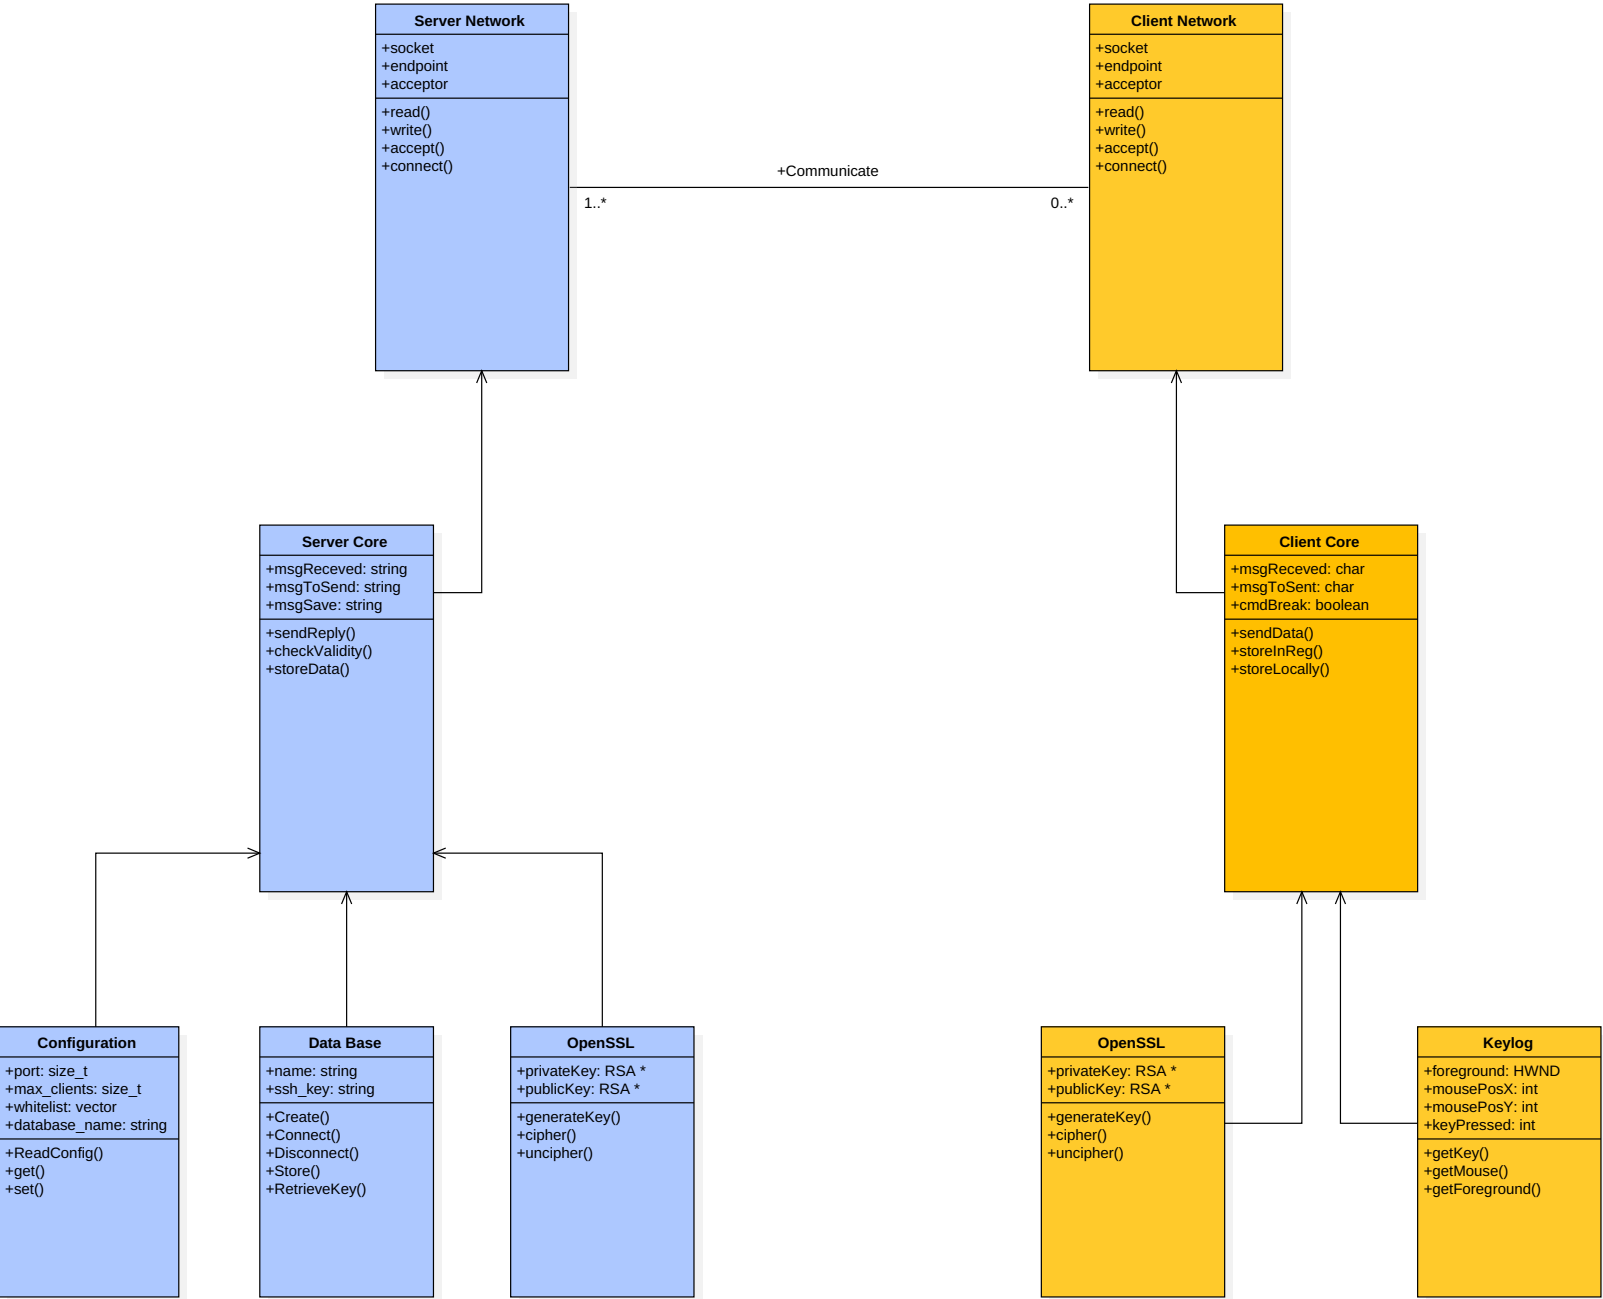 Server Network
+socket
+endpoint
+acceptor
+read()
+write()
+accept()
+connect()
+Communicate
1..*
0..*
Client Network
+socket
+endpoint
+acceptor
+read()
+write()
+accept()
+connect()
Server Core
+msgReceved: string
+msgToSend: string
+msgSave: string
+sendReply()
+checkValidity()
+storeData()
Client Core
+msgReceved: char
+msgToSent: char
+cmdBreak: boolean
+sendData()
+storeInReg()
+storeLocally()
Configuration
+port: size_t
+max_clients: size_t
+whitelist: vector
+database_name: string
+ReadConfig()
+get()
+set()
Data Base
+name: string
+ssh_key: string
+Create()
+Connect()
+Disconnect()
+Store()
+RetrieveKey()
OpenSSL
+privateKey: RSA *
+publicKey: RSA *
+generateKey()
+cipher()
+uncipher()
OpenSSL
+privateKey: RSA *
+publicKey: RSA *
+generateKey()
+cipher()
+uncipher()
Keylog
+foreground: HWND
+mousePosX: int
+mousePosY: int
+keyPressed: int
+getKey()
+getMouse()
+getForeground()